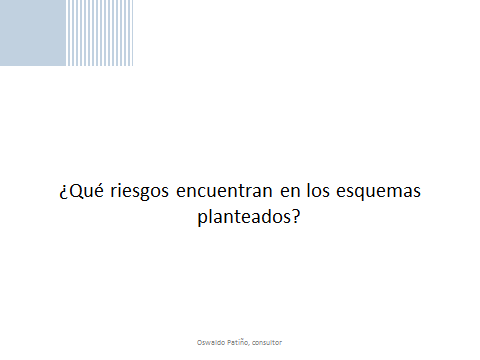 ¿Qué riesgos encuentran en los esquemas
planteados?
Oswaldo Patiño, consultor